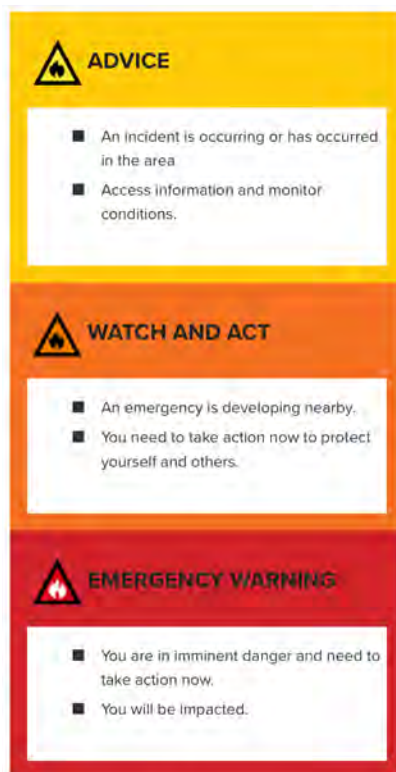 ADVICE
An incident is occurring or has occurred
in the area
Access information and monitor
conditions.
WATCH AND ACT
An emergency is developing nearby.
You need to take action now to protect
yourself and others.
EMERGENCY WARNING
You are in imminent danger and need to
take action now.
You will be impacted.